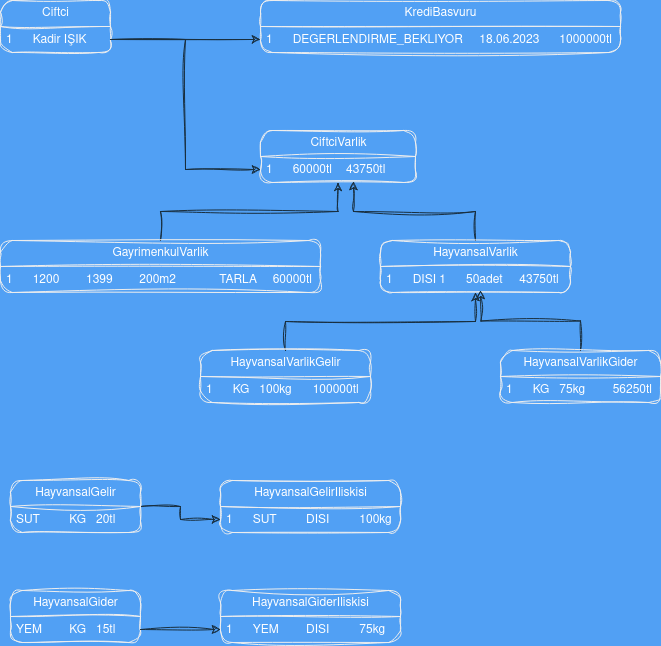 Ciftci
1 Kadir IŞIK
KrediBasvuru
1 DEGERLENDIRME_BEKLIYOR 18.06.2023 1000000tl
CiftciVarlik
1 60000tl 43750tl
GayrimenkulVarlik
1 1200 1399 200m2 TARLA 60000tl
HayvansalVarlik
1 DISI 1 50adet 43750tl
HayvansalVarlikGelir
1 KG 100kg 100000tl
HayvansalVarlikGider
1 KG 75kg 56250tl
HayvansalGelir
SUT KG 20tl
HayvansalGelirIliskisi
1 SUT DISI 100kg
HayvansalGider
YEM KG 15tl
HayvansalGiderIliskisi
1 YEM DISI 75kg